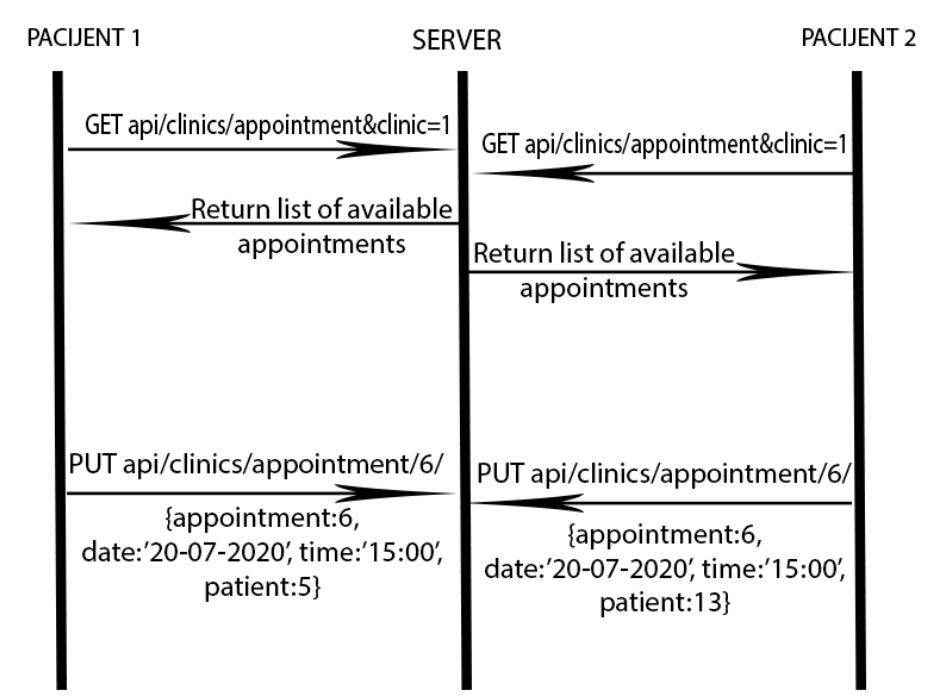 PACIJENT 1
SERVER
PACIJENT 2
GET api/clinics/appointment&clinic=1
GET api/clinics/appointment&clinic=1
Return list of available
appointments
Return list of available
appointments
PUT api/clinics/appointment/6/
{appointment:6,
date:’20-07-2020’, time:’15:00’,
patient:5}
PUT api/clinics/appointment/6/
{appointment:6,
date:’20-07-2020’, time:’15:00’,
patient:13}